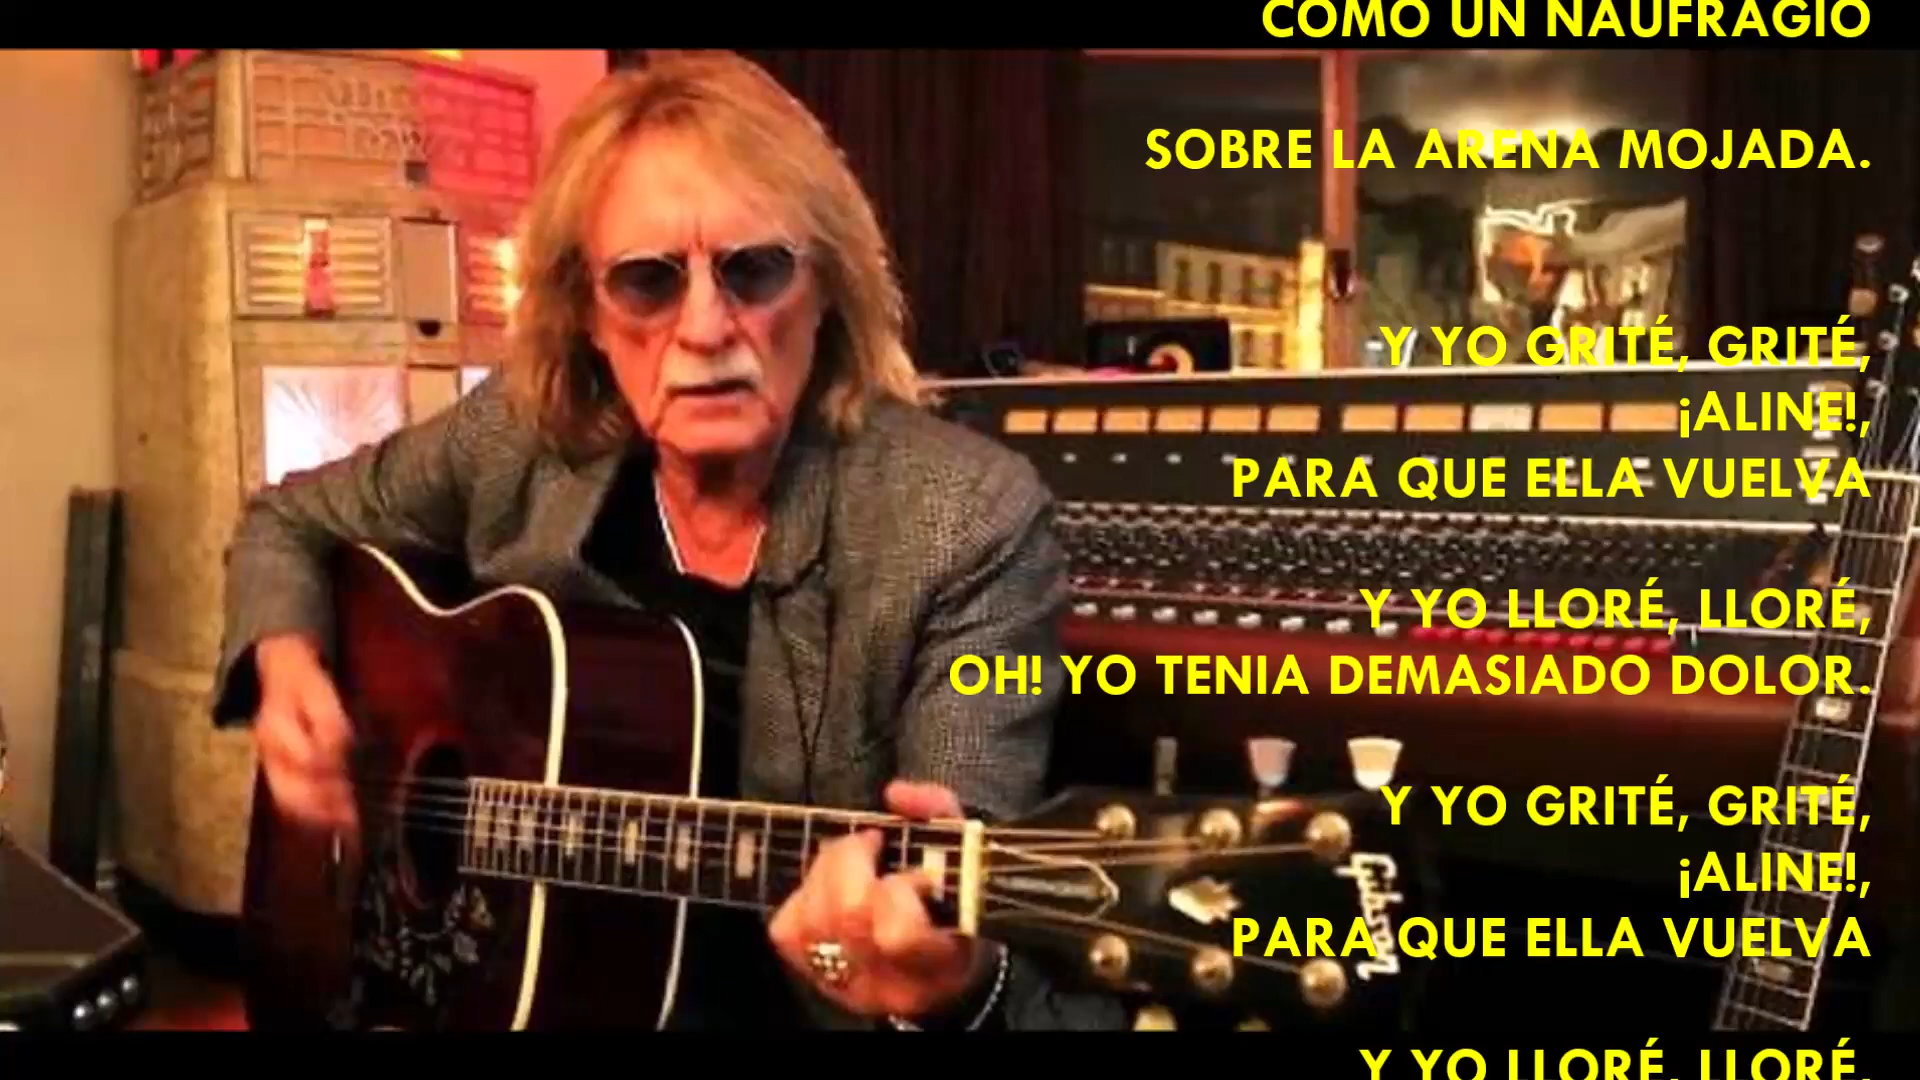 COMO UN NAUFRAGIO
SOBRE LA ARENA MOJADA.
Y YO GRITÉ, GRITÉ,
¡ALINE!,
PARA QUE ELLA VUELVA
Y YO LLORÉ, LLORÉ,
OH! YO TENIA DEMASIADO DOLOR.
Y YO GRITÉ, GRITÉ,
¡ALINE!,
Gibson
PARA QUE ELLA VUELVA
Y YO LLORÉ, LLORÉ,